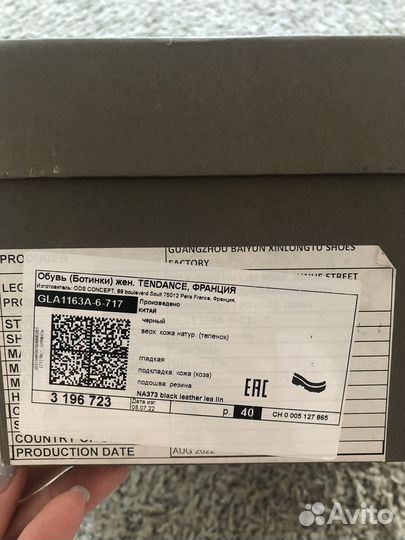 GUANGZHOU BAIYUN XINLONGTU SHOES
PRODUCER
FACTORY
STREET
Обувь (Ботинки) жен. TENDANCE, ФРАНЦИЯ
Изготовитель: ODS CONCEPT, 89 boulevard Soult 75012 Paris France, Франция,
GLA1163A-6-717
Произведено
КИТАЙ
черный
верх: кожа натур. (теленок)
гладкая
подкладка: кожа (коза)
подошва: резина
EAC
NA373 black leather lea lin
3 196 723
Дата изг.
08.07.22
р. 40
CH 0 005 127 865
COUNTRY OF
PRODUCTION DATE
AUG 2022
Avito